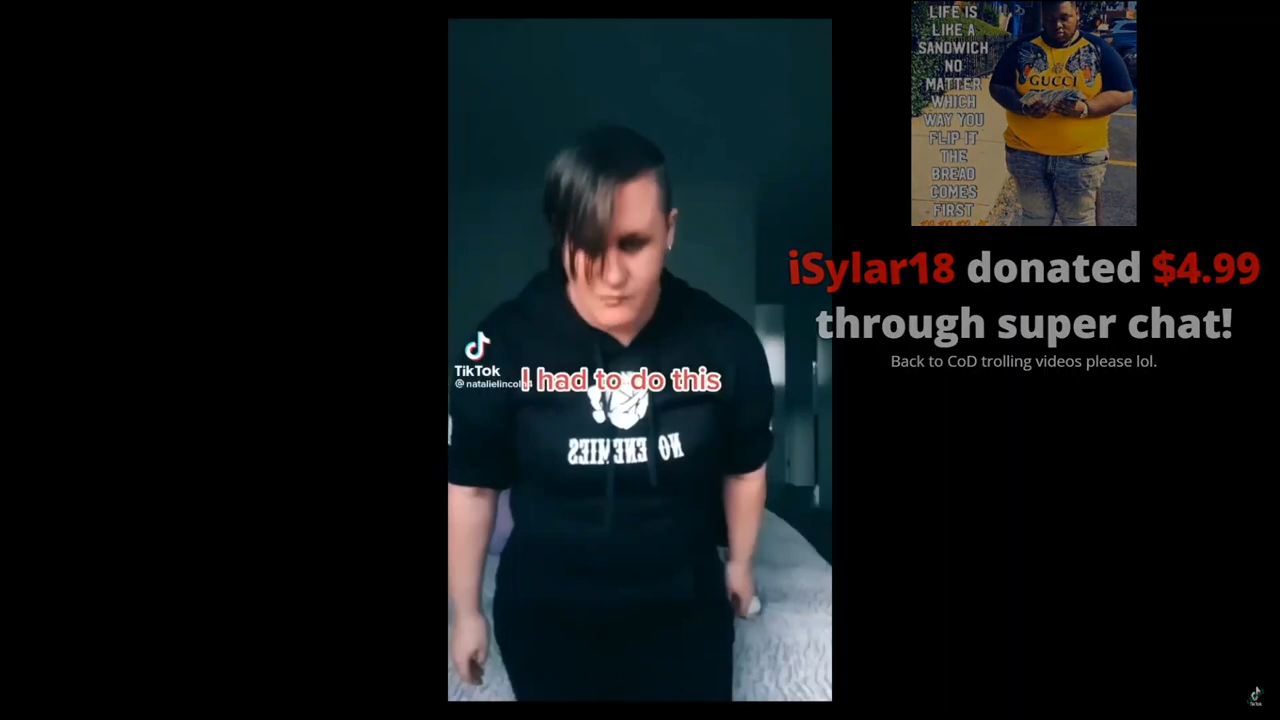 LIFE IS
LIKE A
SANDWICH
NO
MATTER
WHICH
WAY YOU
FLIP IT
THE
BREAD
COMES
FIRST
GUCCI
iSylar18 donated $4.99
through super chat!
Back to CoD trolling videos please lol.
TikTok
I had to do this
NO ENEMIES
TikTok